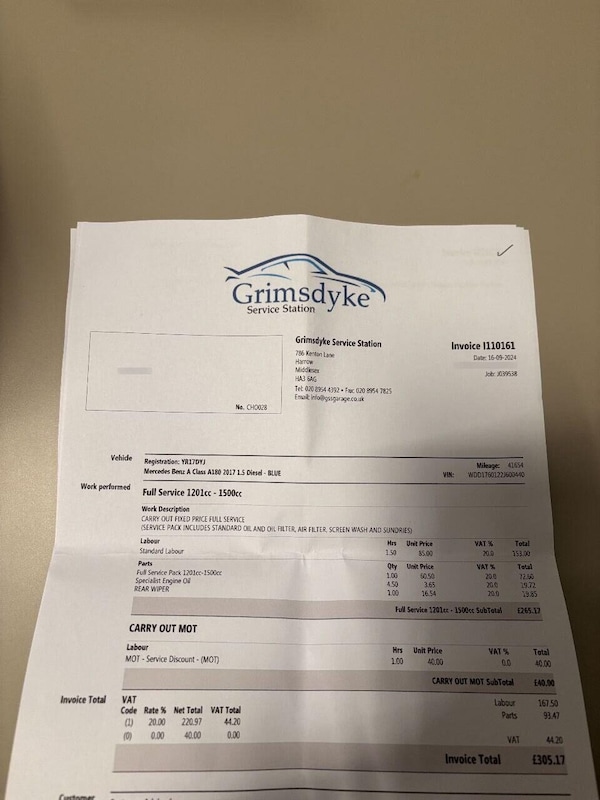 Grimsdyke
Service Station
Grimsdyke Service Station
786 Kenton Lane
Harrow
Middlesex
HA3 6AG
Tel: 020 8954 4392 • Fax: 020 8954 7825
Email: info@gssgarage.co.uk
Invoice I110161
Date: 16-09-2024
Job: J039538
No. CHO028
Vehicle
Registration: YR17DYJ
Mercedes Benz A Class A180 2017 1.5 Diesel - BLUE
Mileage: 41654
VIN:
Work performed
Full Service 1201cc - 1500cc
Work Description
CARRY OUT FIXED PRICE FULL SERVICE
(SERVICE PACK INCLUDES STANDARD OIL AND OIL FILTER, AIR FILTER, SCREEN WASH AND SUNDRIES)
Labour Hrs Unit Price VAT % Total
Standard Labour 1.50 85.00 20.0 153.00
Parts Qty Unit Price VAT % Total
Full Service Pack 1201cc-1500cc 1.00 60.50 20.0 72.60
Specialist Engine Oil 4.50 3.65 20.0 19.72
REAR WIPER 1.00 16.54 20.0 19.85
Full Service 1201cc - 1500cc SubTotal £265.17
CARRY OUT MOT
Labour Hrs Unit Price VAT % Total
MOT - Service Discount - (MOT) 1.00 40.00 0.0 40.00
CARRY OUT MOT SubTotal £40.00
Invoice Total
VAT
Code Rate % Net Total VAT Total
(1) 20.00 220.97 44.20
(0) 0.00 40.00 0.00
Labour 167.50
Parts 93.47
VAT 44.20
Invoice Total £305.17
Customer